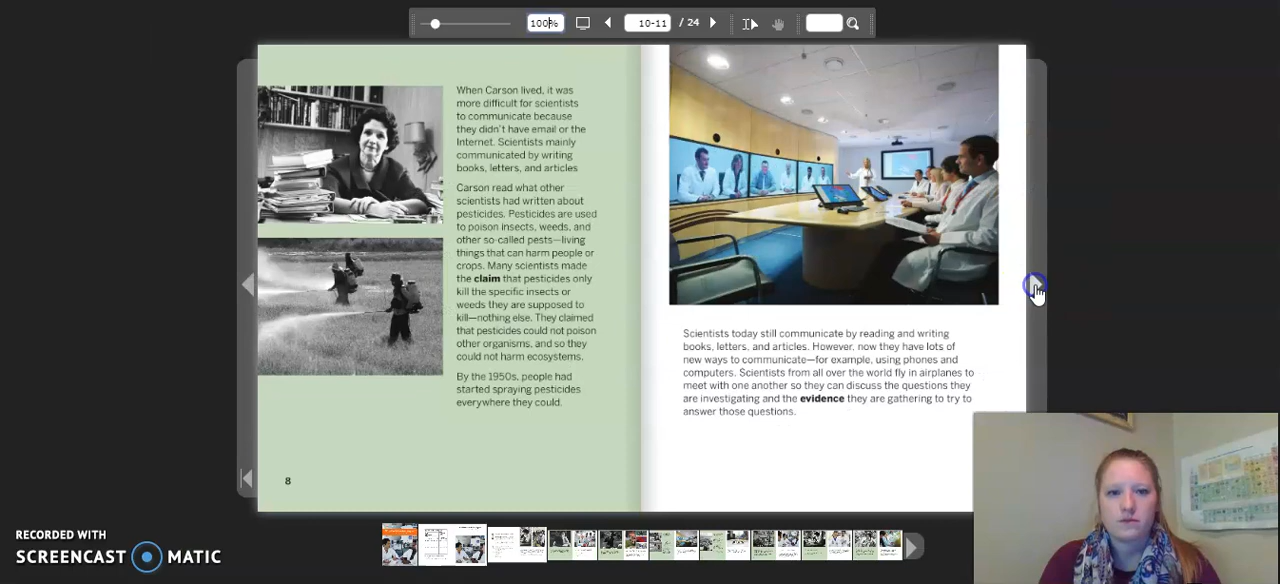 100%
10-11
/ 24
When Carson lived, it was
more difficult for scientists
to communicate because
they didn't have email or the
Internet. Scientists mainly
communicated by writing
books, letters, and articles
Carson read what other
scientists had written about
pesticides. Pesticides are used
to poison insects, weeds, and
other so-called pests—living
things that can harm people or
crops. Many scientists made
the claim that pesticides only
kill the specific insects or
weeds they are supposed to
kill—nothing else. They claimed
that pesticides could not poison
other organisms, and so they
could not harm ecosystems.
By the 1950s, people had
started spraying pesticides
everywhere they could.
8
Scientists today still communicate by reading and writing
books, letters, and articles. However, now they have lots of
new ways to communicate—for example, using phones and
computers. Scientists from all over the world fly in airplanes to
meet with one another so they can discuss the questions they
are investigating and the evidence they are gathering to try to
answer those questions.
RECORDED WITH
SCREENCAST MATIC